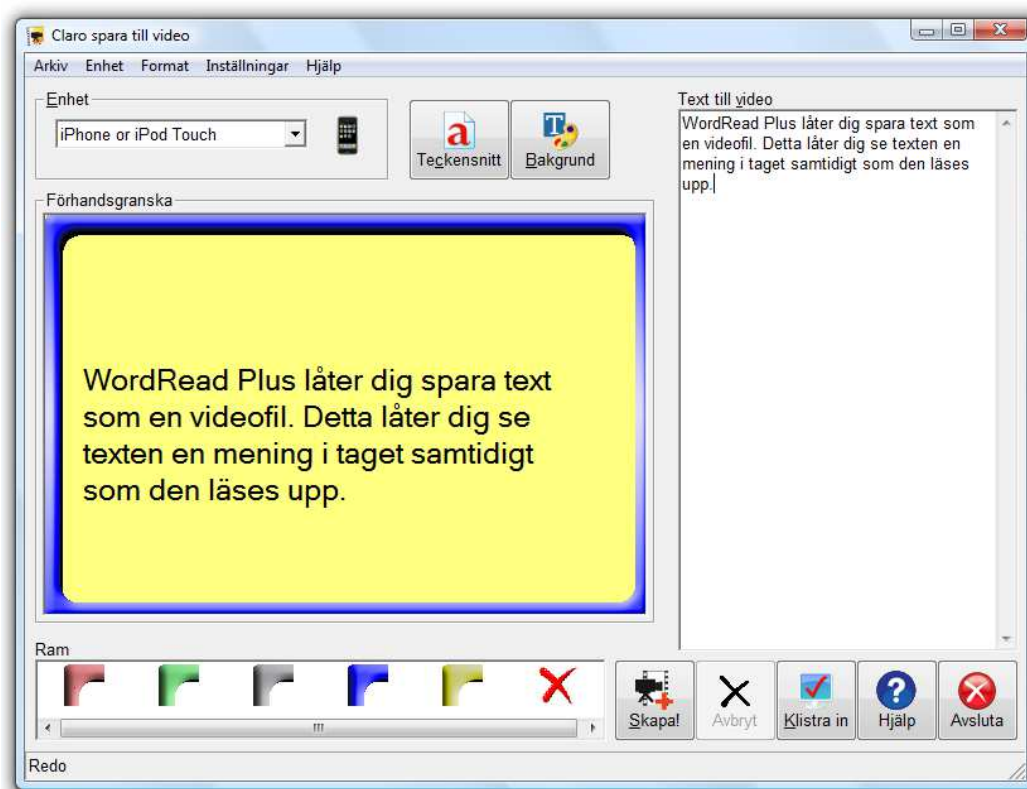 Claro spara till video
Arkiv Enhet Format Inställningar Hjälp
Enhet
iPhone or iPod Touch
Teckensnitt
Bakgrund
Text till video
WordRead Plus låter dig spara text som
en videofil. Detta låter dig se texten en
mening i taget samtidigt som den läses
upp.
Förhandsgranska
WordRead Plus låter dig spara text
som en videofil. Detta låter dig se
texten en mening i taget samtidigt
som den läses upp.
Ram
Skapa!
Avbryt
Klistra in
Hjälp
Avsluta
Redo